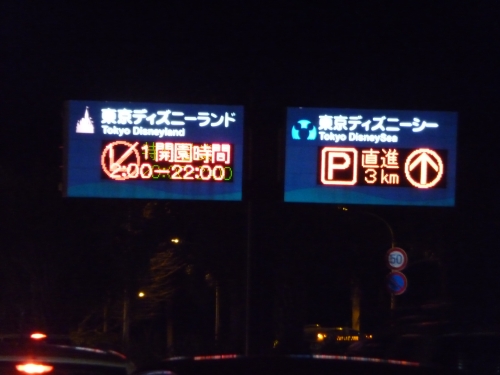 東京ディズニーランド
Tokyo Disneyland
開園時間
:00 22:00
東京ディズニーシー
Tokyo DisneySea
P 直進
3km
50